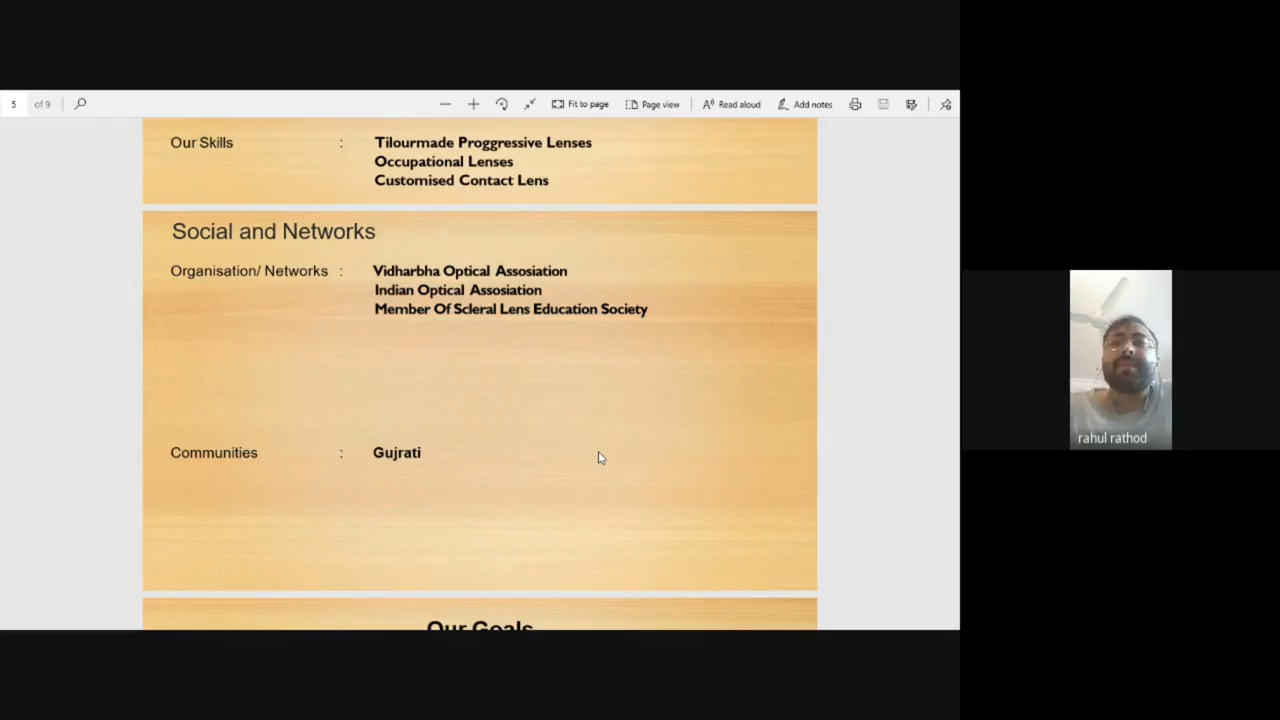 5 of 9 Fit to page Page view Read aloud Add notes
Our Skills : Tilourmade Proggressive Lenses
Occupational Lenses
Customised Contact Lens
Social and Networks
Organisation/ Networks : Vidharbha Optical Assosiation
Indian Optical Assosiation
Member Of Scleral Lens Education Society
Communities : Gujrati
Our Goals
rahul rathod